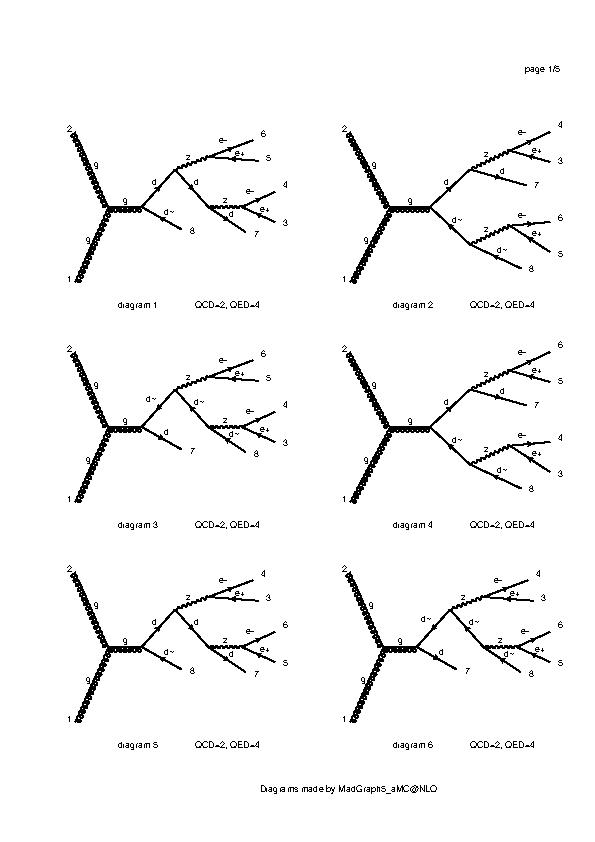 page 1/5
2 g g 1 g d d~ 8 z d e- 6 e+ 5 z d e- 4 e+ 3 7
diagram 1 QCD=2, QED=4
2 g g 1 g d d~ z e- 4 e+ 3 d 7 z e- 6 e+ 5 d~ 8
diagram 2 QCD=2, QED=4
2 g g 1 g d~ d 7 z d~ e- 6 e+ 5 z d~ e- 4 e+ 3 8
diagram 3 QCD=2, QED=4
2 g g 1 g d d~ z e- 6 e+ 5 d 7 z e- 4 e+ 3 d~ 8
diagram 4 QCD=2, QED=4
2 g g 1 g d d~ 8 z d e- 4 e+ 3 z d e- 6 e+ 5 7
diagram 5 QCD=2, QED=4
2 g g 1 g d~ d 7 z d~ e- 4 e+ 3 z d~ e- 6 e+ 5 8
diagram 6 QCD=2, QED=4
Diagrams made by MadGraph5_aMC@NLO